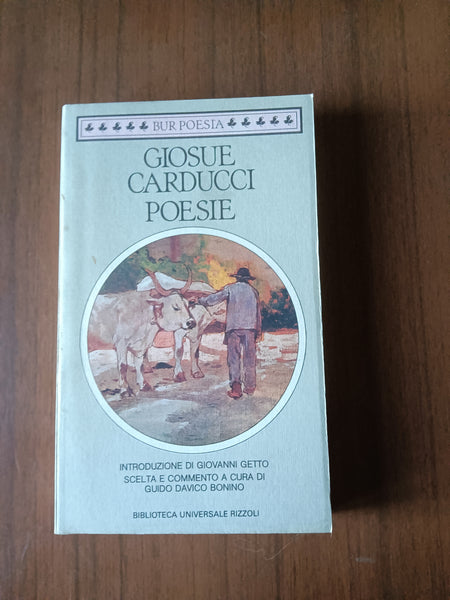 BUR POESIA
GIOSUE
CARDUCCI
POESIE
INTRODUZIONE DI GIOVANNI GETTO
SCELTA E COMMENTO A CURA DI
GUIDO DAVICO BONINO
BIBLIOTECA UNIVERSALE RIZZOLI